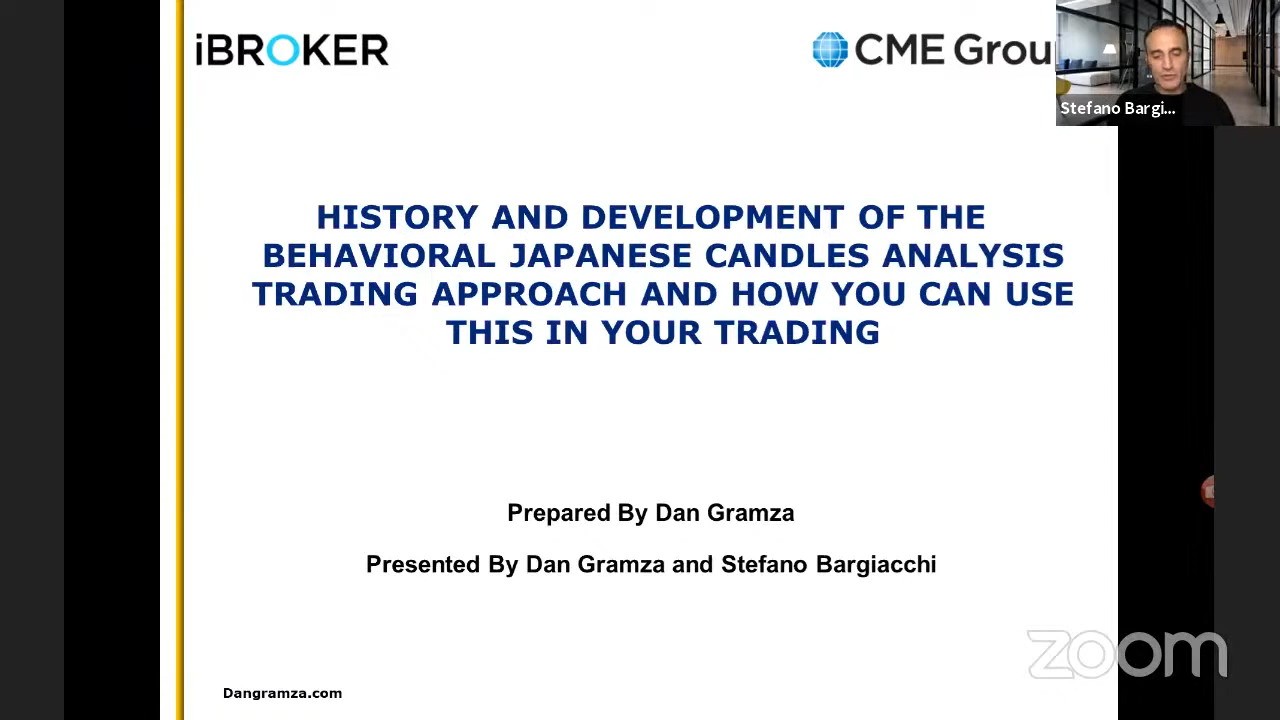 iBROKER
CME Grou
Stefano Bargi...
HISTORY AND DEVELOPMENT OF THE
BEHAVIORAL JAPANESE CANDLES ANALYSIS
TRADING APPROACH AND HOW YOU CAN USE
THIS IN YOUR TRADING
Prepared By Dan Gramza
Presented By Dan Gramza and Stefano Bargiacchi
zoom
Dangramza.com